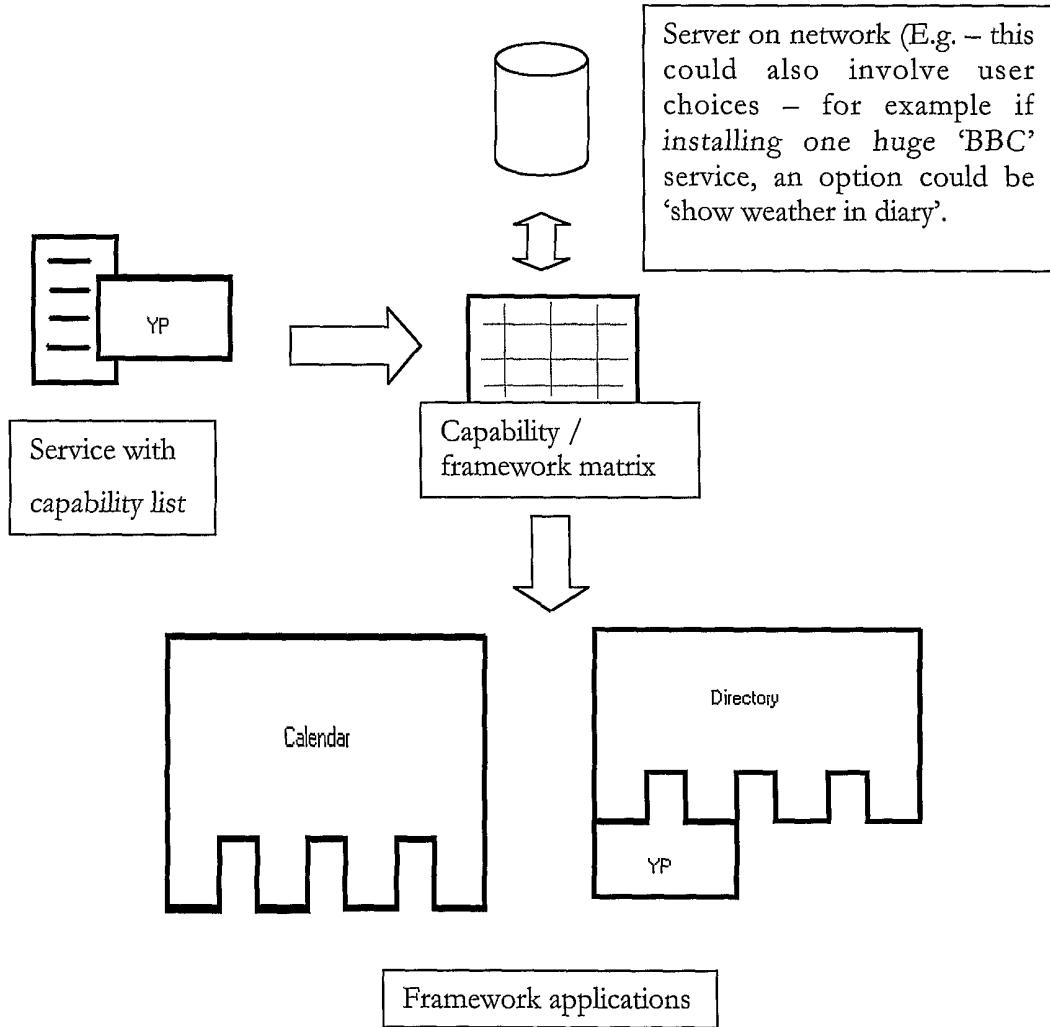 Server on network (E.g. – this
could also involve user
choices – for example if
installing one huge ‘BBC’
service, an option could be
‘show weather in diary’.
YP
Service with
capability list
Capability /
framework matrix
Calendar
Directory
YP
Framework applications